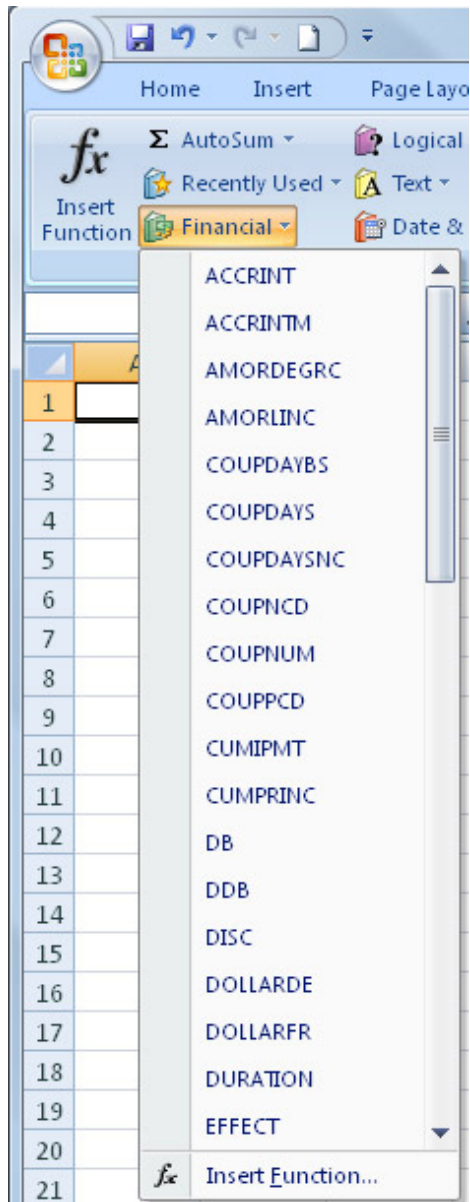 Home Insert Page Layo
fx Insert Function
Σ AutoSum
Recently Used
Financial
Logical
A Text
Date &
ACCRINT
ACCRINTM
AMORDEGRC
AMORLINC
COUPDAYBS
COUPDAYS
COUPDAYSNC
COUPNCD
COUPNUM
COUPPCD
CUMIPMT
CUMPRINC
DB
DDB
DISC
DOLLARDE
DOLLARFR
DURATION
EFFECT
fx Insert Function...
A
1
2
3
4
5
6
7
8
9
10
11
12
13
14
15
16
17
18
19
20
21